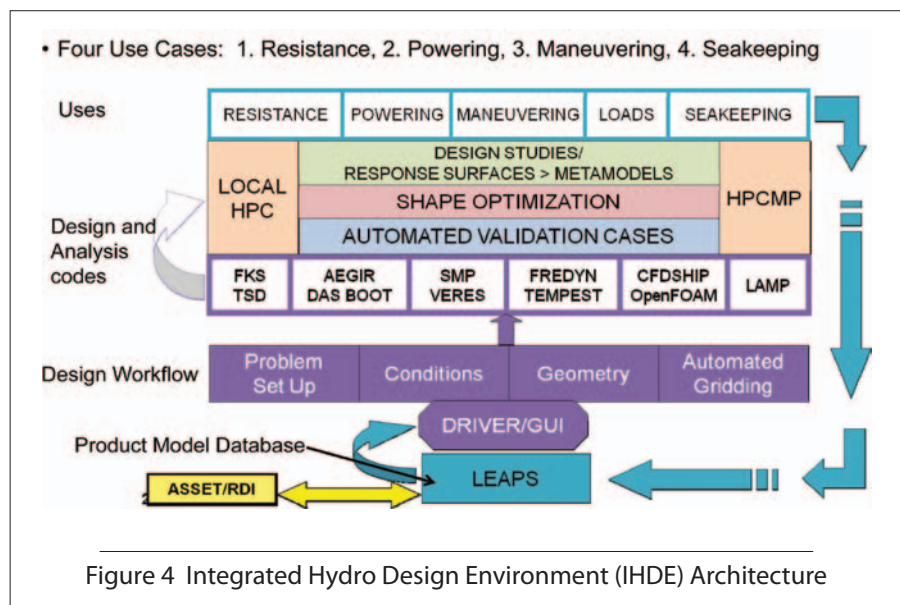 • Four Use Cases: 1. Resistance, 2. Powering, 3. Maneuvering, 4. Seakeeping
Uses
RESISTANCE
POWERING
MANEUVERING
LOADS
SEAKEEPING
LOCAL
HPC
DESIGN STUDIES/
RESPONSE SURFACES > METAMODELS
SHAPE OPTIMIZATION
AUTOMATED VALIDATION CASES
HPCMP
Design and
Analysis
codes
FKS
TSD
AEGIR
DAS BOOT
SMP
VERES
FREDYN
TEMPEST
CFDSHIP
OpenFOAM
LAMP
Design Workflow
Problem
Set Up
Conditions
Geometry
Automated
Gridding
DRIVER/GUI
Product Model Database
LEAPS
ASSET/RDI
Figure 4 Integrated Hydro Design Environment (IHDE) Architecture